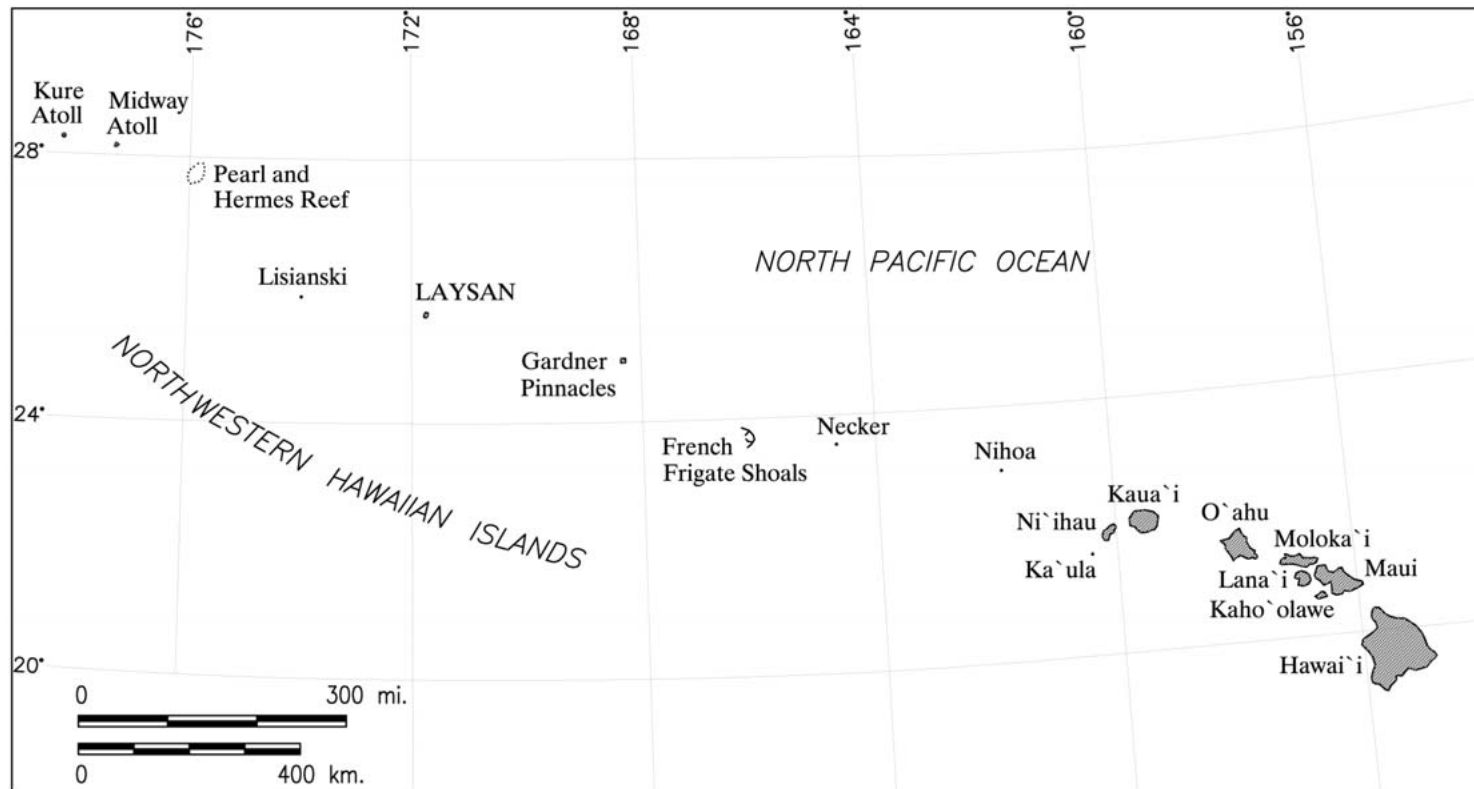 176°
172°
168°
164°
160°
156°
Kure
Atoll
Midway
Atoll
28°
Pearl and
Hermes Reef
NORTH PACIFIC OCEAN
Lisianski
LAYSAN
Gardner
Pinnacles
NORTHWESTERN HAWAIIAN ISLANDS
24°
French
Frigate Shoals
Necker
Nihoa
Kaua`i
Ni`ihau
O`ahu
Moloka`i
Ka`ula
Lana`i
Maui
Kaho`olawe
Hawai`i
20°
0 300 mi.
0 400 km.